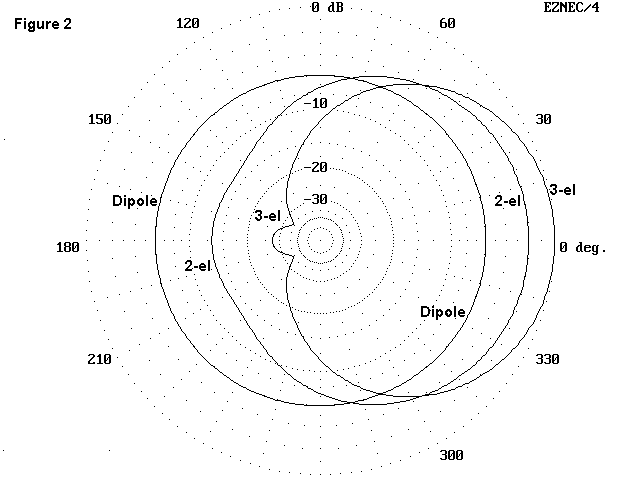 0 dB
EZNEC/4
Figure 2
120
60
-10
150
30
-20
Dipole
-30
2-el
3-el
3-el
180
0 deg.
2-el
Dipole
210
330
300